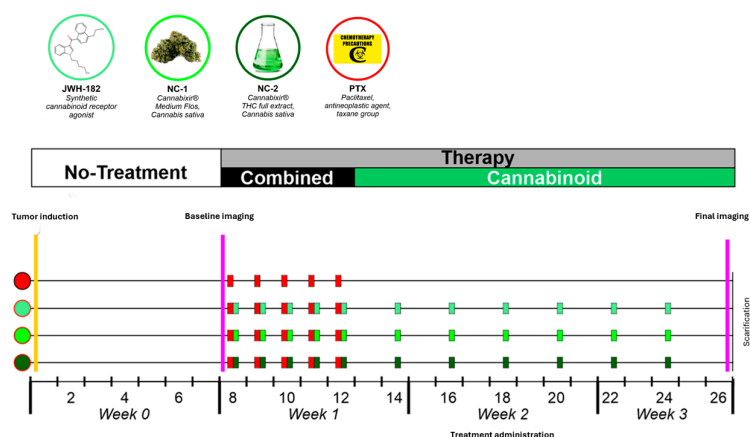 CHEMOTHERAPY
PRECAUTIONS
C
JWH-182
Synthetic
cannabinoid receptor
agonist
NC-1
Cannabixir®
Medium Flos,
Cannabis sativa
NC-2
Cannabixir®
THC full extract,
Cannabis sativa
PTX
Paclitaxel,
antineoplastic agent,
taxane group
No-Treatment
Therapy
Combined
Cannabinoid
Tumor induction
Baseline imaging
Final imaging
Scarification
2 4 6 8 10 12 14 16 18 20 22 24 26
Week 0 Week 1 Week 2 Week 3
Treatment administration